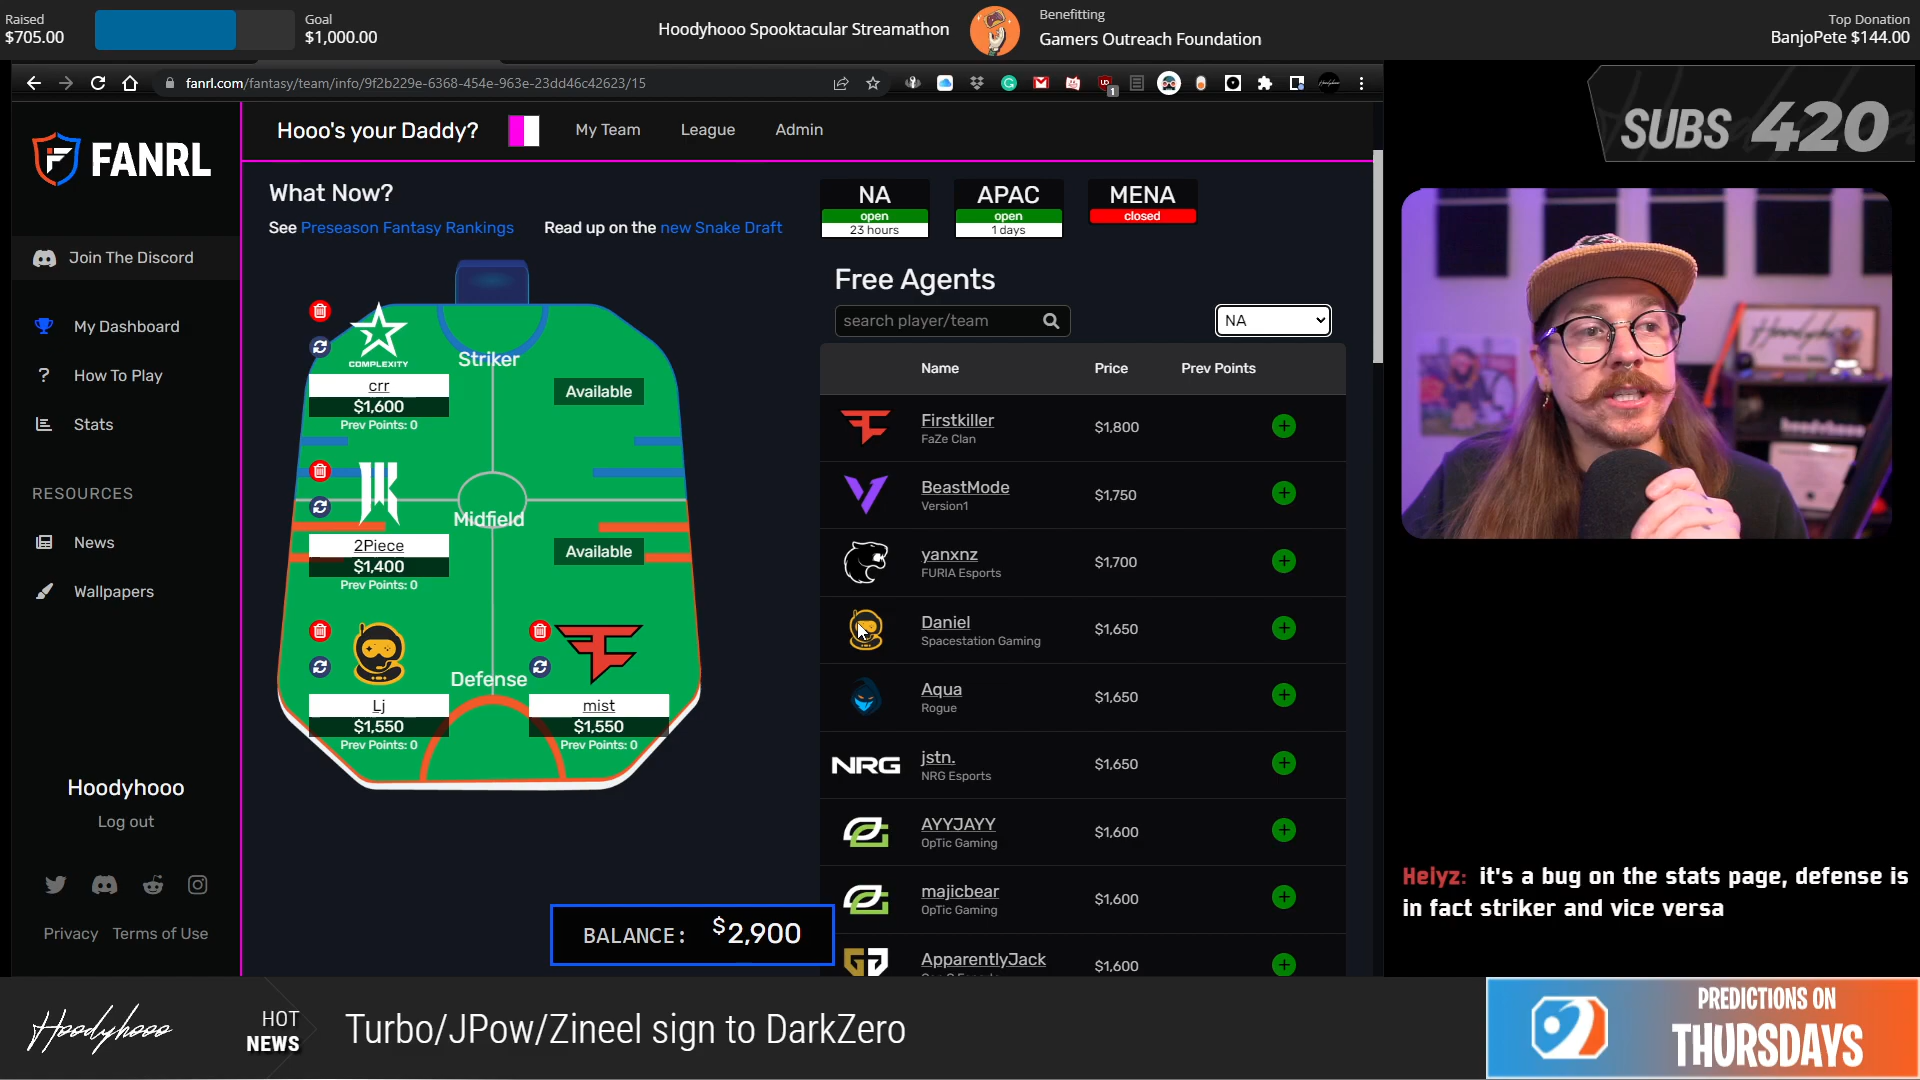 Raised
$705.00
Goal
$1,000.00
Hoodyhooo Spooktacular Streamathon
Benefitting
Gamers Outreach Foundation
Top Donation
BanjoPete $144.00
fanrl.com/fantasy/team/info/9f2b229e-6368-454e-963e-23dd46c42623/15
1
SUBS 420
FANRL
Hooo's your Daddy?
My Team
League
Admin
What Now?
See Preseason Fantasy Rankings
Read up on the new Snake Draft
NA
open
23 hours
APAC
open
1 days
MENA
closed
Join The Discord
My Dashboard
? How To Play
Stats
RESOURCES
News
Wallpapers
Hoodyhooo
Log out
Privacy
Terms of Use
COMPLEXITY
Striker
crr
$1,600
Prev Points: 0
Available
Midfield
2Piece
$1,400
Prev Points: 0
Available
Defense
Lj
$1,550
Prev Points: 0
mist
$1,550
Prev Points: 0
BALANCE: $2,900
Free Agents
search player/team
NA
Name Price Prev Points
Firstkiller
FaZe Clan
$1,800
BeastMode
Version1
$1,750
yanxnz
FURIA Esports
$1,700
Daniel
Spacestation Gaming
$1,650
Aqua
Rogue
$1,650
NRG
jstn.
NRG Esports
$1,650
AYYJAYY
OpTic Gaming
$1,600
majicbear
OpTic Gaming
$1,600
ApparentlyJack
$1,600
Helyz: it's a bug on the stats page, defense is
in fact striker and vice versa
Hoodyhooo
HOT
NEWS
Turbo/JPow/Zineel sign to DarkZero
PREDICTIONS ON
THURSDAYS